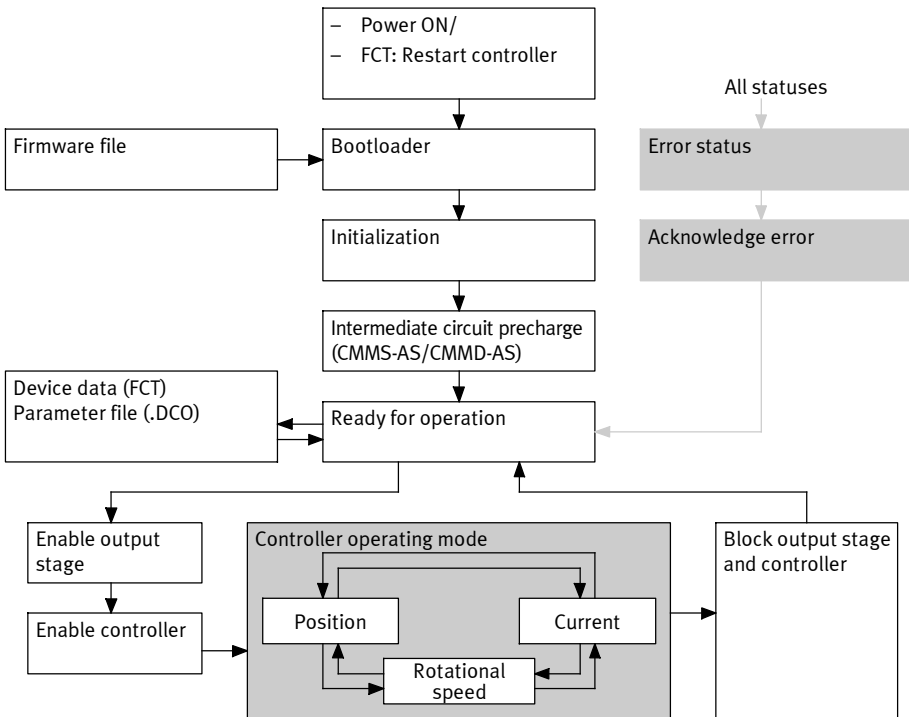 – Power ON/
– FCT: Restart controller
All statuses
Firmware file
Bootloader
Error status
Initialization
Acknowledge error
Intermediate circuit precharge
(CMMS-AS/CMMD-AS)
Device data (FCT)
Parameter file (.DCO)
Ready for operation
Enable output
stage
Controller operating mode
Block output stage
and controller
Enable controller
Position
Current
Rotational
speed